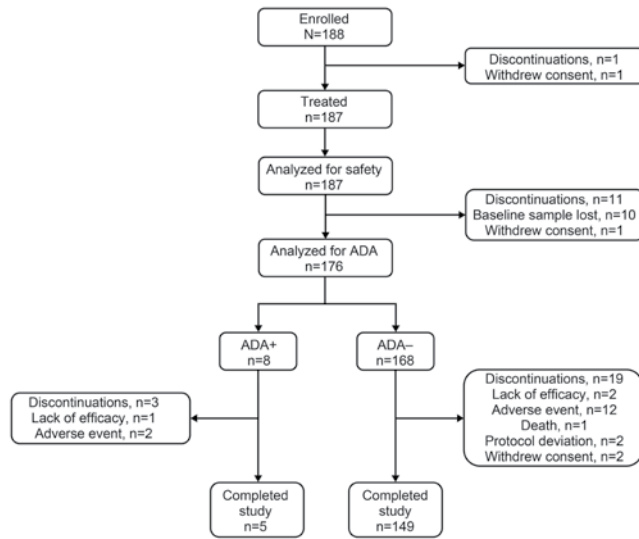 Enrolled
N=188
Discontinuations, n=1
Withdrew consent, n=1
Treated
n=187
Analyzed for safety
n=187
Discontinuations, n=11
Baseline sample lost, n=10
Withdrew consent, n=1
Analyzed for ADA
n=176
ADA+
n=8
ADA–
n=168
Discontinuations, n=3
Lack of efficacy, n=1
Adverse event, n=2
Discontinuations, n=19
Lack of efficacy, n=2
Adverse event, n=12
Death, n=1
Protocol deviation, n=2
Withdrew consent, n=2
Completed
study
n=5
Completed
study
n=149